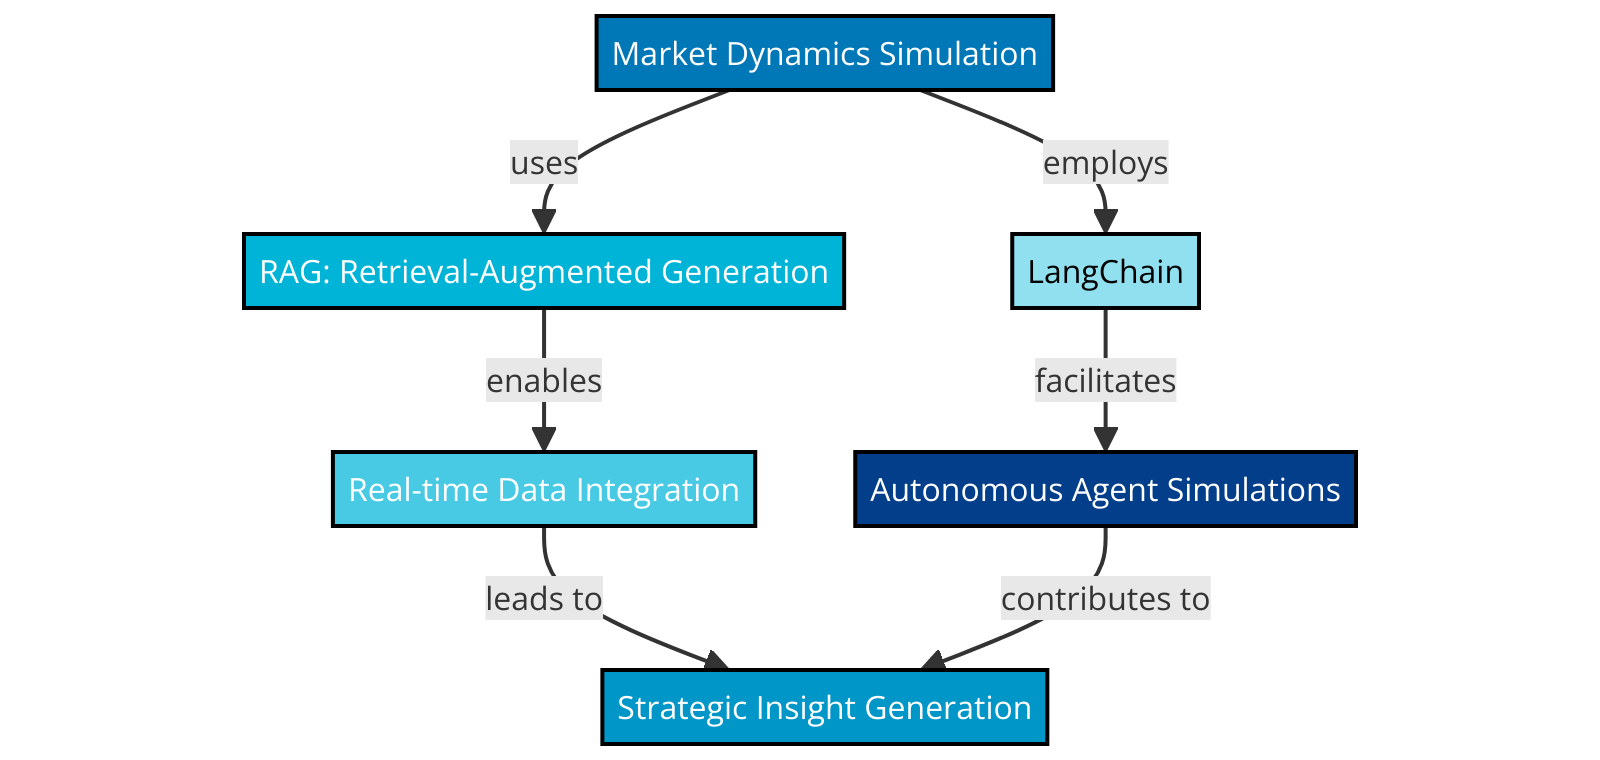 Market Dynamics Simulation
uses
employs
RAG: Retrieval-Augmented Generation
LangChain
enables
facilitates
Real-time Data Integration
Autonomous Agent Simulations
leads to
contributes to
Strategic Insight Generation